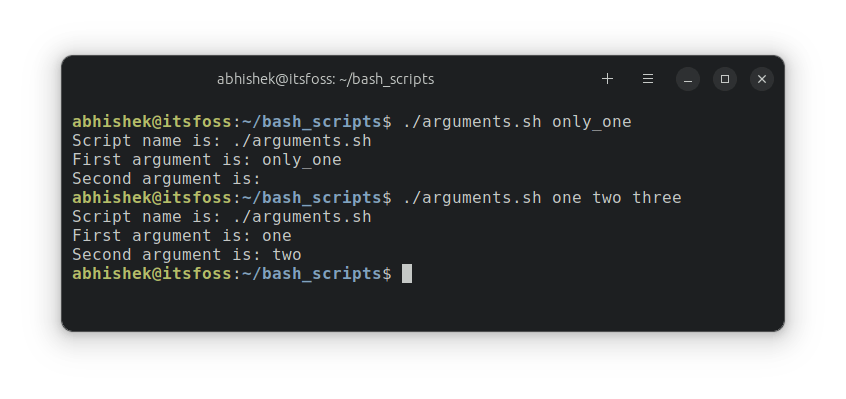 abhishek@itsfoss: ~/bash_scripts
abhishek@itsfoss:~/bash_scripts$ ./arguments.sh only_one
Script name is: ./arguments.sh
First argument is: only_one
Second argument is:
abhishek@itsfoss:~/bash_scripts$ ./arguments.sh one two three
Script name is: ./arguments.sh
First argument is: one
Second argument is: two
abhishek@itsfoss:~/bash_scripts$